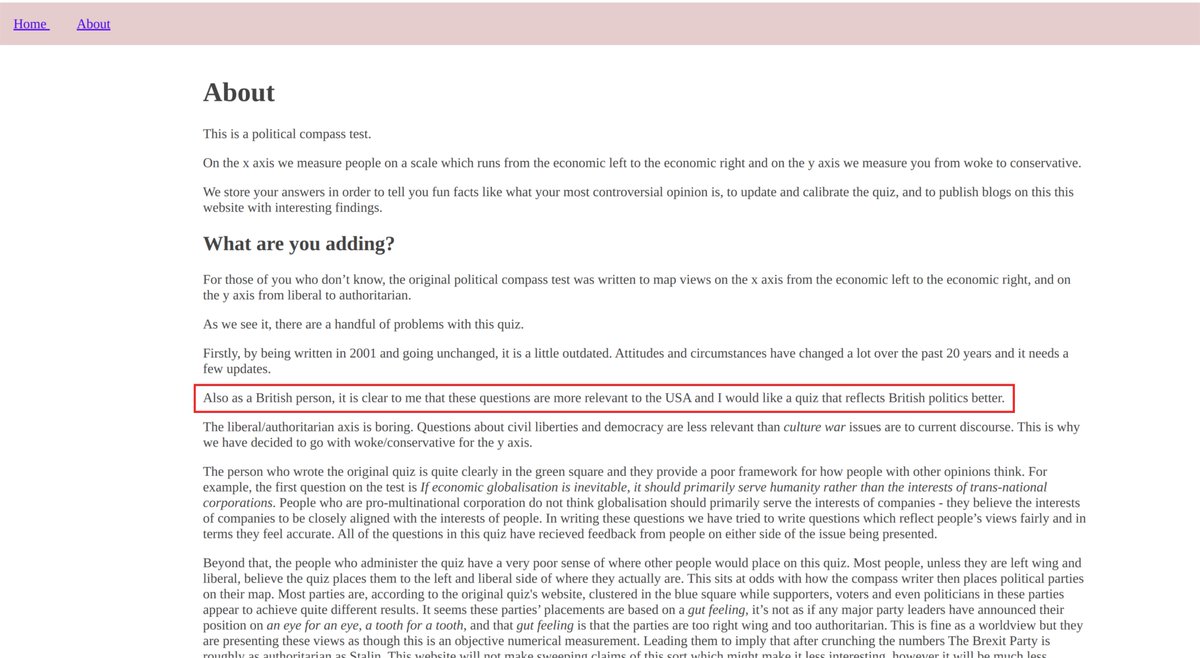 Home About
About
This is a political compass test.
On the x axis we measure people on a scale which runs from the economic left to the economic right and on the y axis we measure you from woke to conservative.
We store your answers in order to tell you fun facts like what your most controversial opinion is, to update and calibrate the quiz, and to publish blogs on this this
website with interesting findings.
What are you adding?
For those of you who don’t know, the original political compass test was written to map views on the x axis from the economic left to the economic right, and on
the y axis from liberal to authoritarian.
As we see it, there are a handful of problems with this quiz.
Firstly, by being written in 2001 and going unchanged, it is a little outdated. Attitudes and circumstances have changed a lot over the past 20 years and it needs a
few updates.
Also as a British person, it is clear to me that these questions are more relevant to the USA and I would like a quiz that reflects British politics better.
The liberal/authoritarian axis is boring. Questions about civil liberties and democracy are less relevant than culture war issues are to current discourse. This is why
we have decided to go with woke/conservative for the y axis.
The person who wrote the original quiz is quite clearly in the green square and they provide a poor framework for how people with other opinions think. For
example, the first question on the test is If economic globalisation is inevitable, it should primarily serve humanity rather than the interests of trans-national
corporations. People who are pro-multinational corporation do not think globalisation should primarily serve the interests of companies - they believe the interests
of companies to be closely aligned with the interests of people. In writing these questions we have tried to write questions which reflect people’s views fairly and in
terms they feel accurate. All of the questions in this quiz have recieved feedback from people on either side of the issue being presented.
Beyond that, the people who administer the quiz have a very poor sense of where other people would place on this quiz. Most people, unless they are left wing and
liberal, believe the quiz places them to the left and liberal side of where they actually are. This sits at odds with how the compass writer then places political parties
on their map. Most parties are, according to the original quiz's website, clustered in the blue square while supporters, voters and even politicians in these parties
appear to achieve quite different results. It seems these parties’ placements are based on a gut feeling, it’s not as if any major party leaders have announced their
position on an eye for an eye, a tooth for a tooth, and that gut feeling is that the parties are too right wing and too authoritarian. This is fine as a worldview but they
are presenting these views as though this is an objective numerical measurement. Leading them to imply that after crunching the numbers The Brexit Party is
roughly as authoritarian as Stalin. This website will not make sweeping claims of this sort which might make it less interesting, however it will be much less